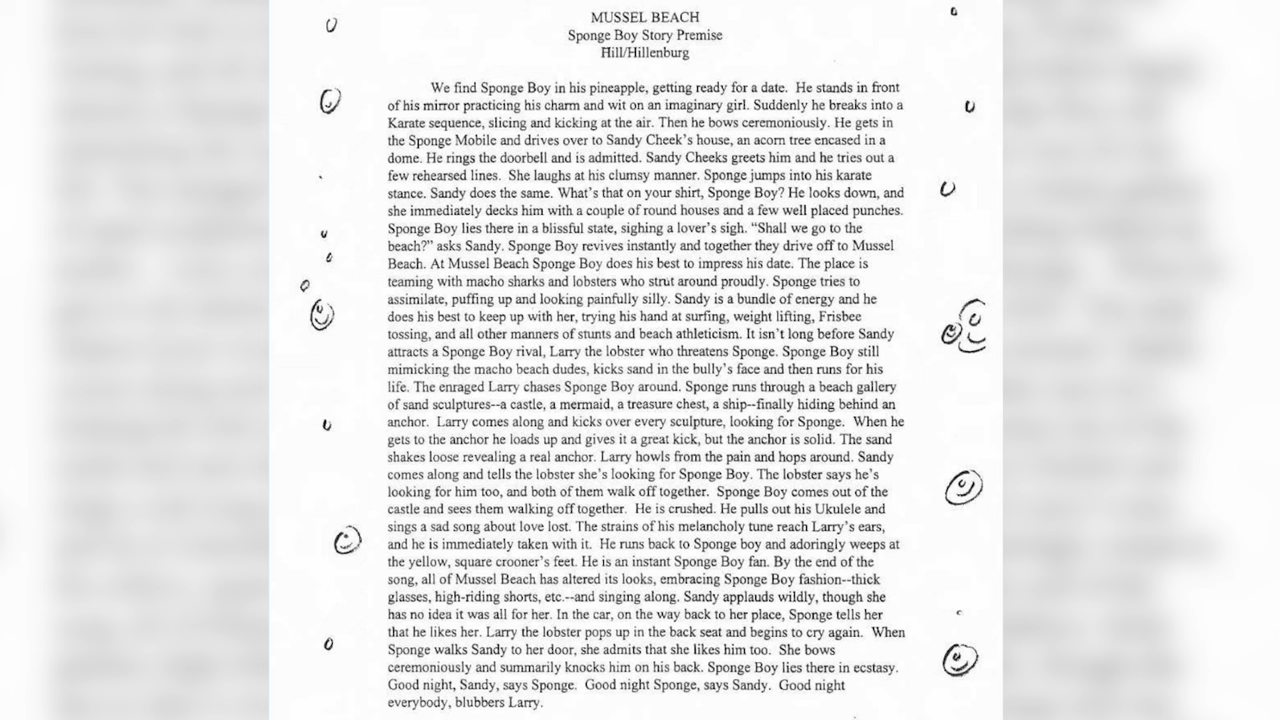 MUSSEL BEACH
Sponge Boy Story Premise
Hill/Hillenburg
We find Sponge Boy in his pineapple, getting ready for a date. He stands in front
of his mirror practicing his charm and wit on an imaginary girl. Suddenly he breaks into a
Karate sequence, slicing and kicking at the air. Then he bows ceremoniously. He gets in
the Sponge Mobile and drives over to Sandy Cheek's house, an acorn tree encased in a
dome. He rings the doorbell and is admitted. Sandy Cheeks greets him and he tries out a
few rehearsed lines. She laughs at his clumsy manner. Sponge jumps into his karate
stance. Sandy does the same. What's that on your shirt, Sponge Boy? He looks down, and
she immediately decks him with a couple of round houses and a few well placed punches.
Sponge Boy lies there in a blissful state, sighing a lover's sigh. "Shall we go to the
beach?" asks Sandy. Sponge Boy revives instantly and together they drive off to Mussel
Beach. At Mussel Beach Sponge Boy does his best to impress his date. The place is
teaming with macho sharks and lobsters who strut around proudly. Sponge tries to
assimilate, puffing up and looking painfully silly. Sandy is a bundle of energy and he
does his best to keep up with her, trying his hand at surfing, weight lifting, Frisbee
tossing, and all other manners of stunts and beach athleticism. It isn't long before Sandy
attracts a Sponge Boy rival, Larry the lobster who threatens Sponge. Sponge Boy still
mimicking the macho beach dudes, kicks sand in the bully's face and then runs for his
life. The enraged Larry chases Sponge Boy around. Sponge runs through a beach gallery
of sand sculptures--a castle, a mermaid, a treasure chest, a ship--finally hiding behind an
anchor. Larry comes along and kicks over every sculpture, looking for Sponge. When he
gets to the anchor he loads up and gives it a great kick, but the anchor is solid. The sand
shakes loose revealing a real anchor. Larry howls from the pain and hops around. Sandy
comes along and tells the lobster she's looking for Sponge Boy. The lobster says he's
looking for him too, and both of them walk off together. Sponge Boy comes out of the
castle and sees them walking off together. He is crushed. He pulls out his Ukulele and
sings a sad song about love lost. The strains of his melancholy tune reach Larry's ears,
and he is immediately taken with it. He runs back to Sponge boy and adoringly weeps at
the yellow, square crooner's feet. He is an instant Sponge Boy fan. By the end of the
song, all of Mussel Beach has altered its looks, embracing Sponge Boy fashion--thick
glasses, high-riding shorts, etc.--and singing along. Sandy applauds wildly, though she
has no idea it was all for her. In the car, on the way back to her place, Sponge tells her
that he likes her. Larry the lobster pops up in the back seat and begins to cry again. When
Sponge walks Sandy to her door, she admits that she likes him too. She bows
ceremoniously and summarily knocks him on his back. Sponge Boy lies there in ecstasy.
Good night, Sandy, says Sponge. Good night Sponge, says Sandy. Good night
everybody, blubbers Larry.